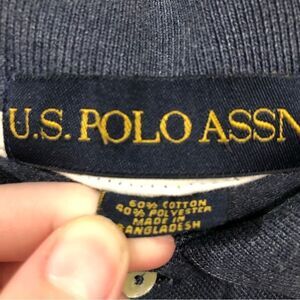 U.S. POLO ASSN
60% COTTON
40% POLYESTER
MADE IN
BANGLADESH